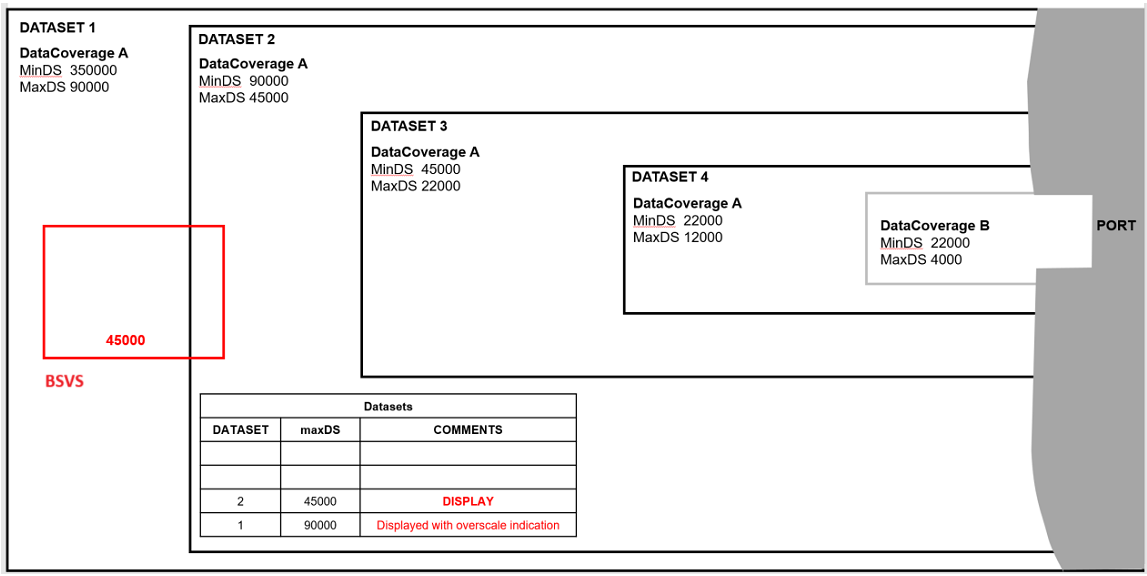 DATASET 1
DataCoverage A
MinDS 350000
MaxDS 90000
DATASET 2
DataCoverage A
MinDS 90000
MaxDS 45000
DATASET 3
DataCoverage A
MinDS 45000
MaxDS 22000
DATASET 4
DataCoverage A
MinDS 22000
MaxDS 12000
DataCoverage B
MinDS 22000
MaxDS 4000
PORT
45000
BSVS
Datasets
DATASET maxDS COMMENTS
2 45000 DISPLAY
1 90000 Displayed with overscale indication